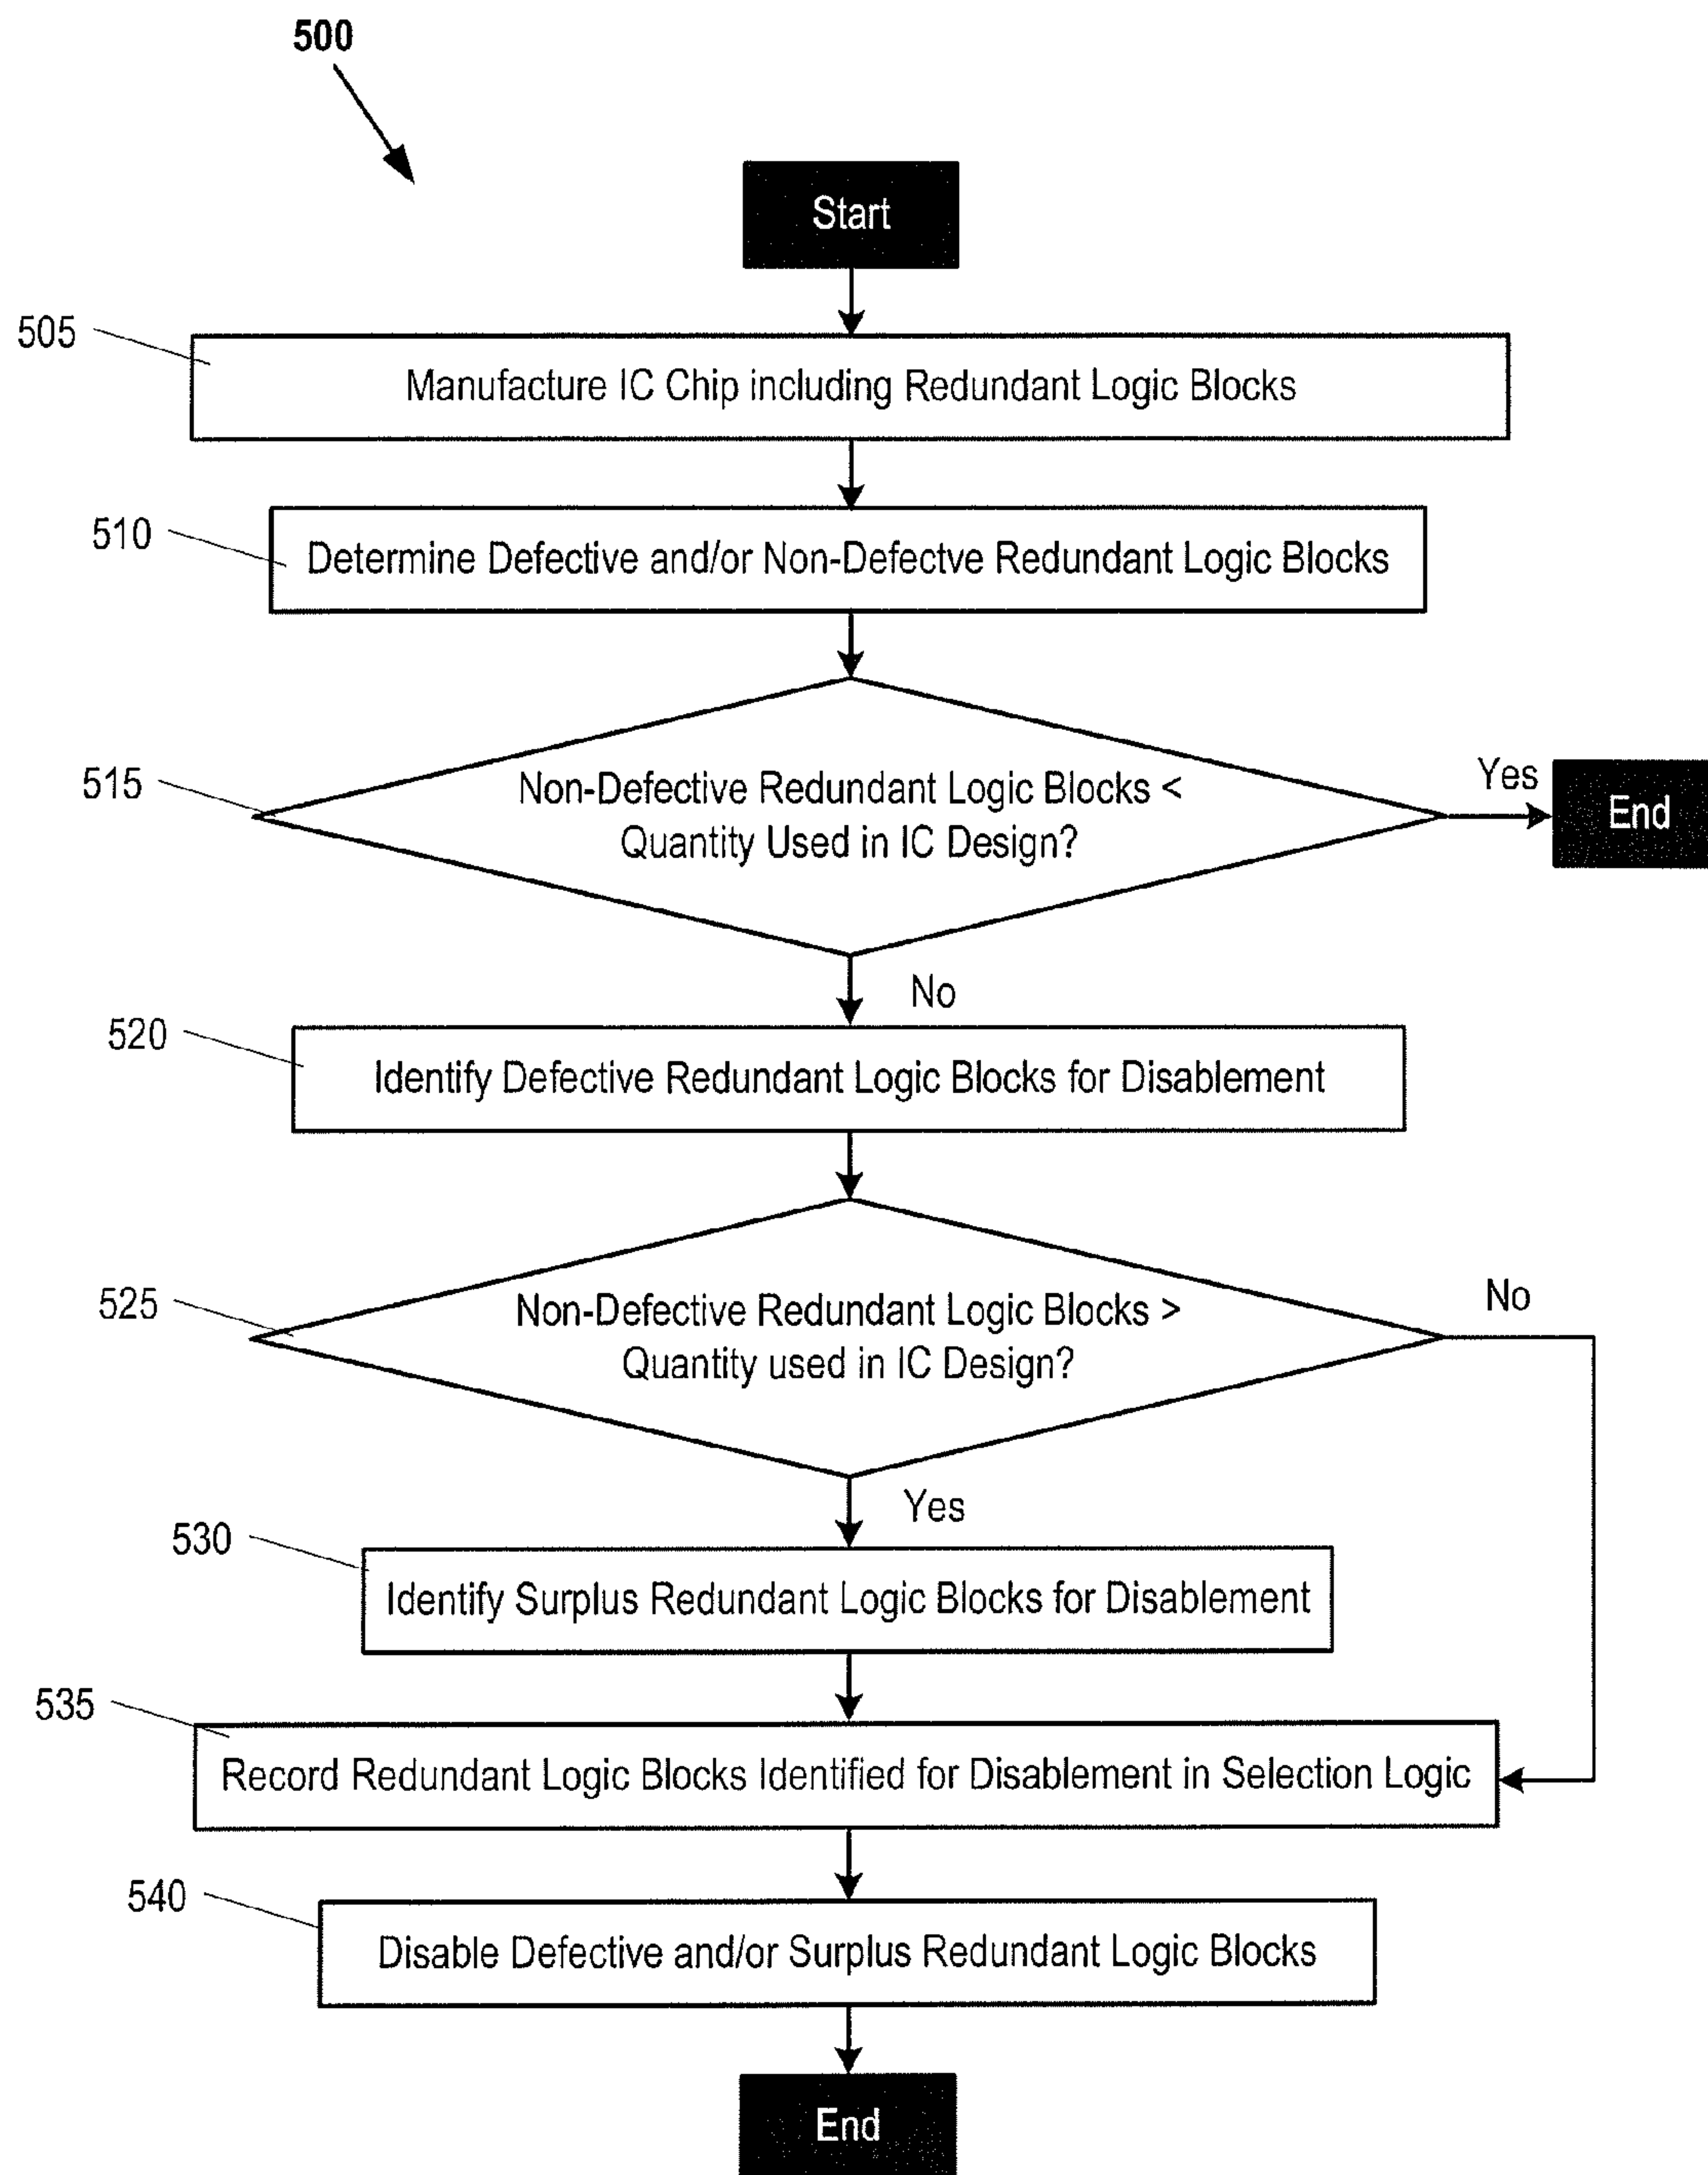 500
Start
505
Manufacture IC Chip including Redundant Logic Blocks
510
Determine Defective and/or Non-Defectve Redundant Logic Blocks
515
Non-Defective Redundant Logic Blocks <
Quantity Used in IC Design?
Yes
End
No
520
Identify Defective Redundant Logic Blocks for Disablement
525
Non-Defective Redundant Logic Blocks >
Quantity used in IC Design?
No
Yes
530
Identify Surplus Redundant Logic Blocks for Disablement
535
Record Redundant Logic Blocks Identified for Disablement in Selection Logic
540
Disable Defective and/or Surplus Redundant Logic Blocks
End